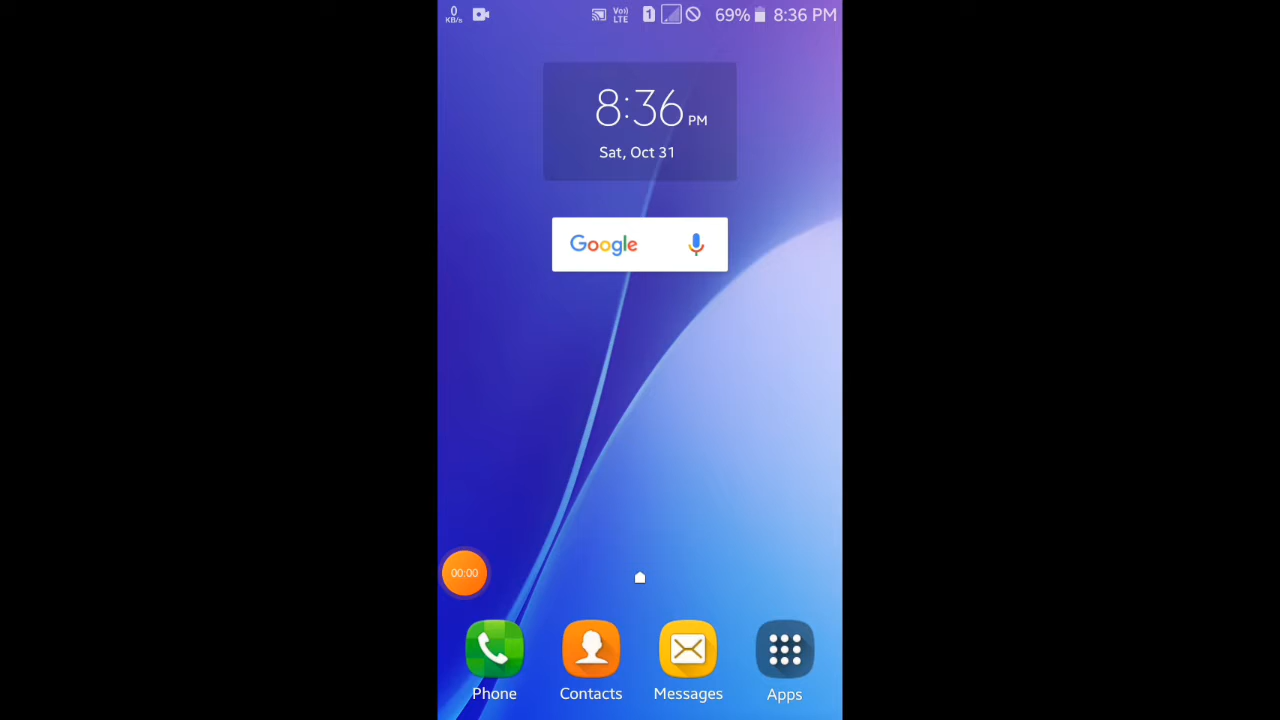 0
KB/s
Vo))
LTE
1
69%
8:36 PM
8:36 PM
Sat, Oct 31
Google
00:00
Phone
Contacts
Messages
Apps